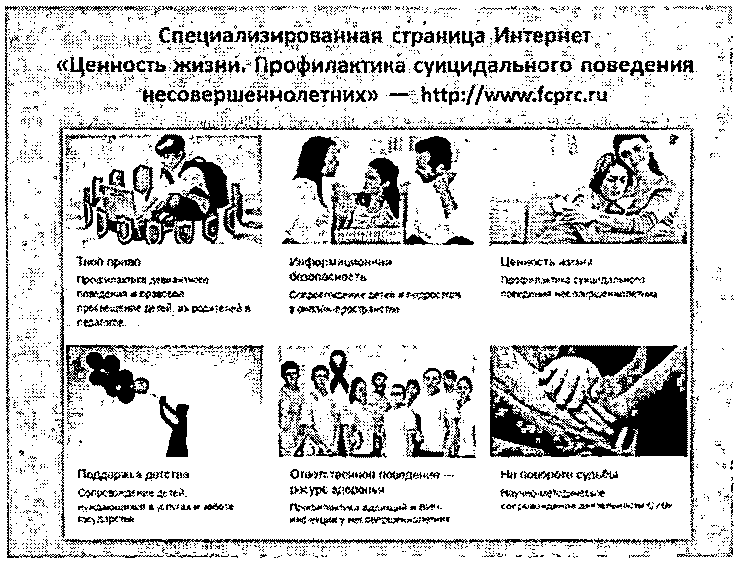 Специализированная страница Интернет
«Ценность жизни. Профилактика суицидального поведения
несовершеннолетних» — http://www.fcprc.ru
Твоё право
Профилактика девиантного
поведения и правовое
просвещение детей, их родителей и
педагогов
Информационная
безопасность
Сопровождение детей и подростков
в онлайн-пространстве
Ценность жизни
Профилактика суицидального
поведения несовершеннолетних
Поддержка детства
Сопровождение детей,
нуждающихся в услугах и заботе
государства
Ответственное поведение —
ресурс здоровья
Профилактика аддикций и ВИЧ-
инфекции у несовершеннолетних
На повороте судьбы
Научно-методическое
сопровождение деятельности